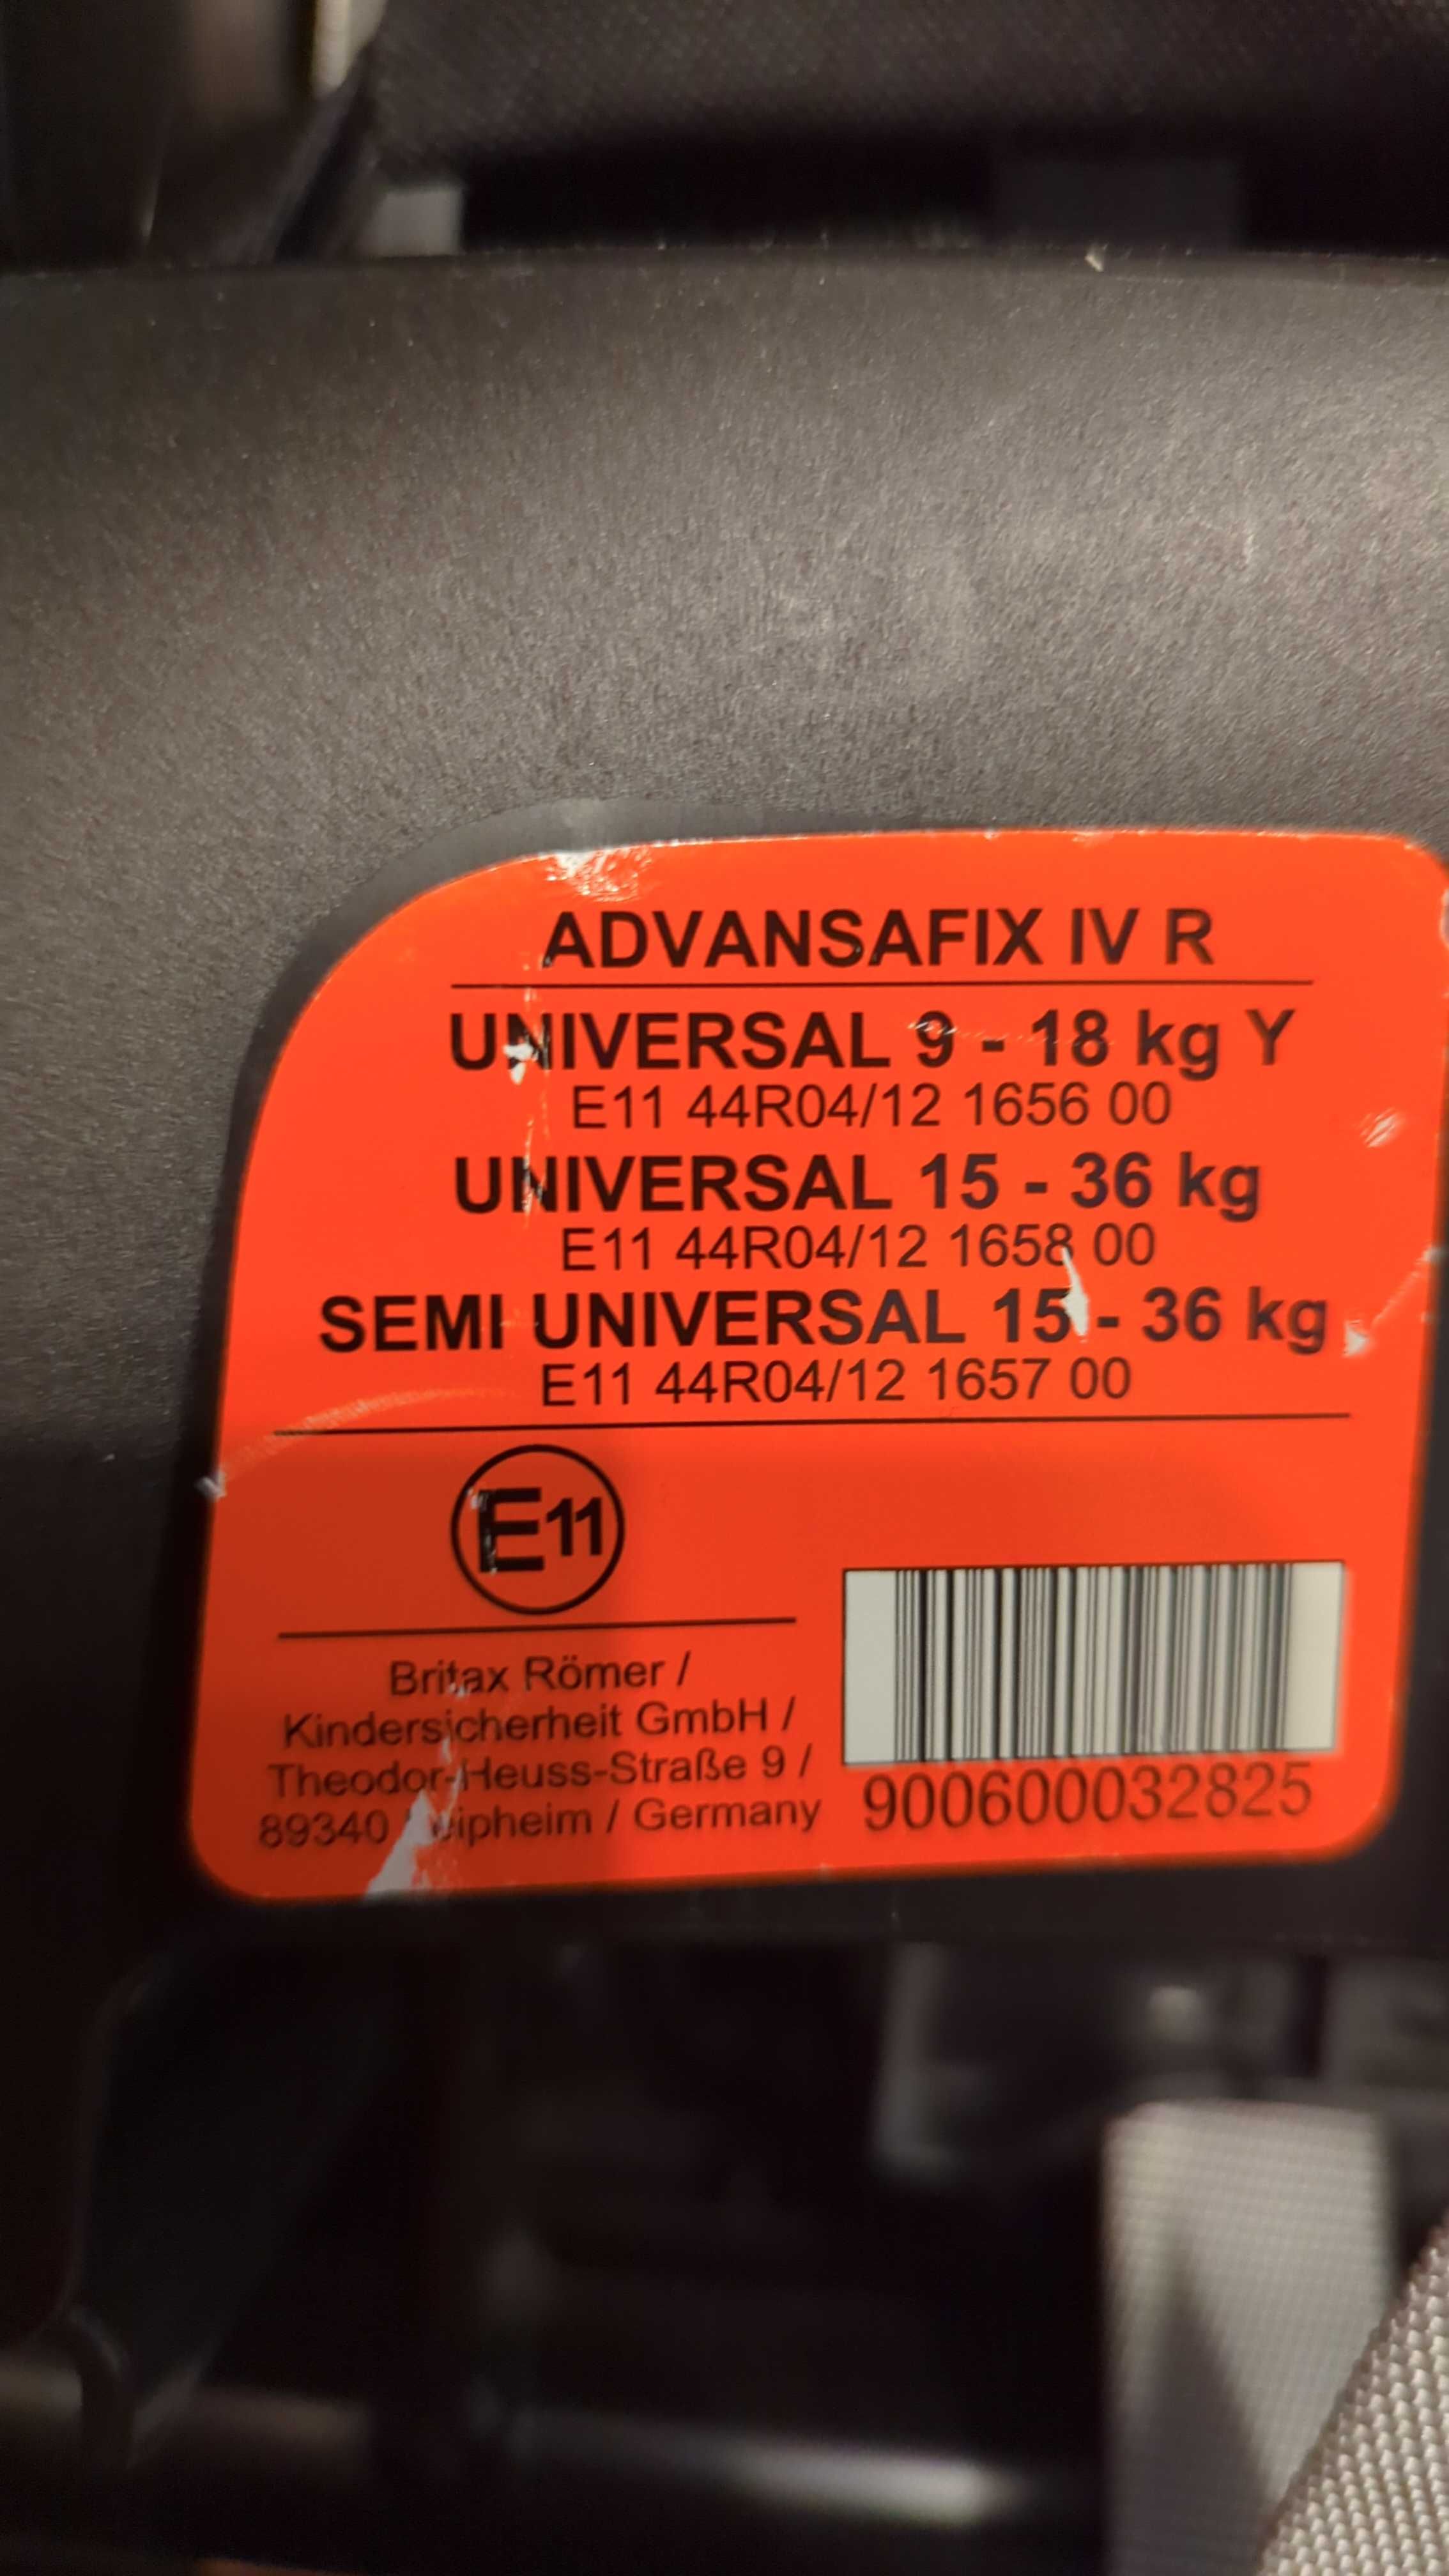 ADVANSAFIX IV R
UNIVERSAL 9 - 18 kg Y
E11 44R04/12 1656 00
UNIVERSAL 15 - 36 kg
E11 44R04/12 1658 00
SEMI UNIVERSAL 15 - 36 kg
E11 44R04/12 1657 00
E11
Britax Römer /
Kindersicherheit GmbH /
Theodor-Heuss-Straße 9 /
89340 / Germany
900600032825